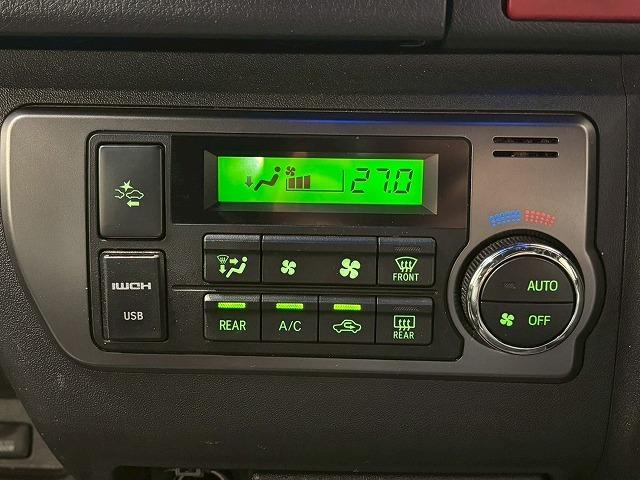 27.0
HDMI
USB
FRONT
REAR
A/C
REAR
AUTO
OFF